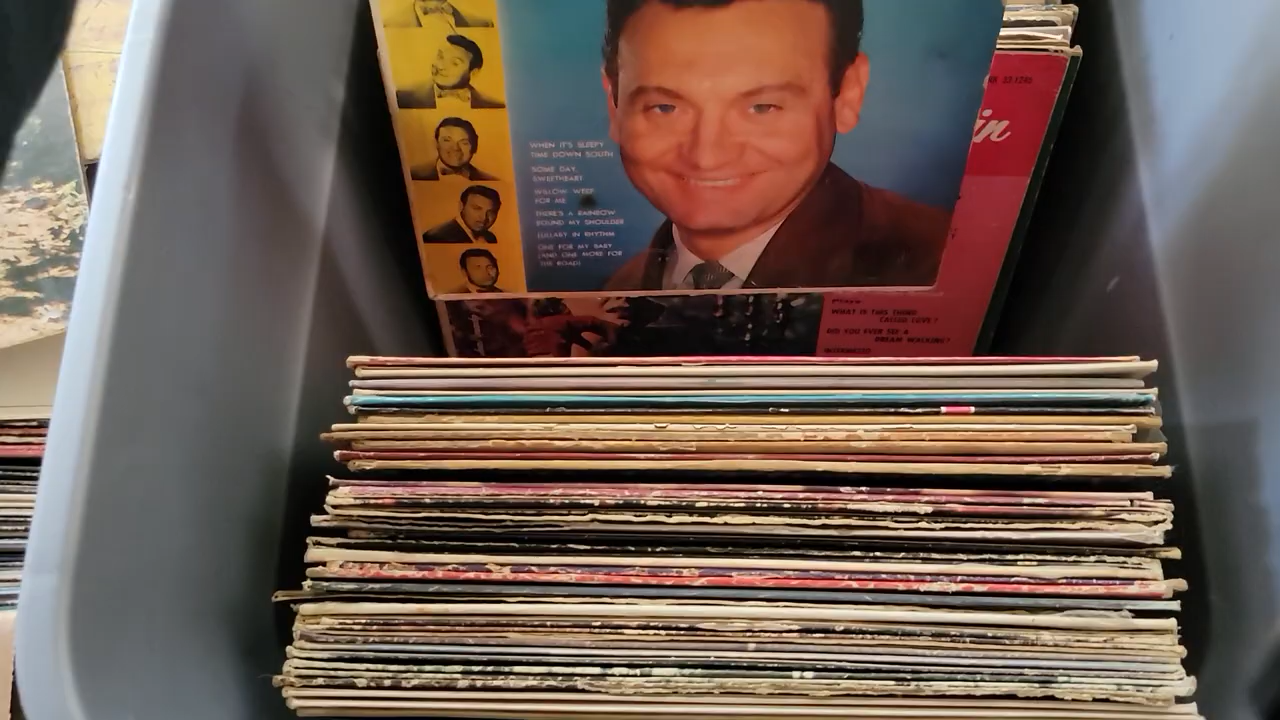 WHEN IT'S SLEEPY
TIME DOWN SOUTH
SOME DAY,
SWEETHEART
WILLOW WEEP
FOR ME
THERE'S A RAINBOW
ROUND MY SHOULDER
LULLABY IN RHYTHM
ONE FOR MY BABY
(AND ONE MORE FOR
THE ROAD)
33 1245
in
WHAT IS THIS THING
CALLED LOVE?
DID YOU EVER SEE A
DREAM WALKING?